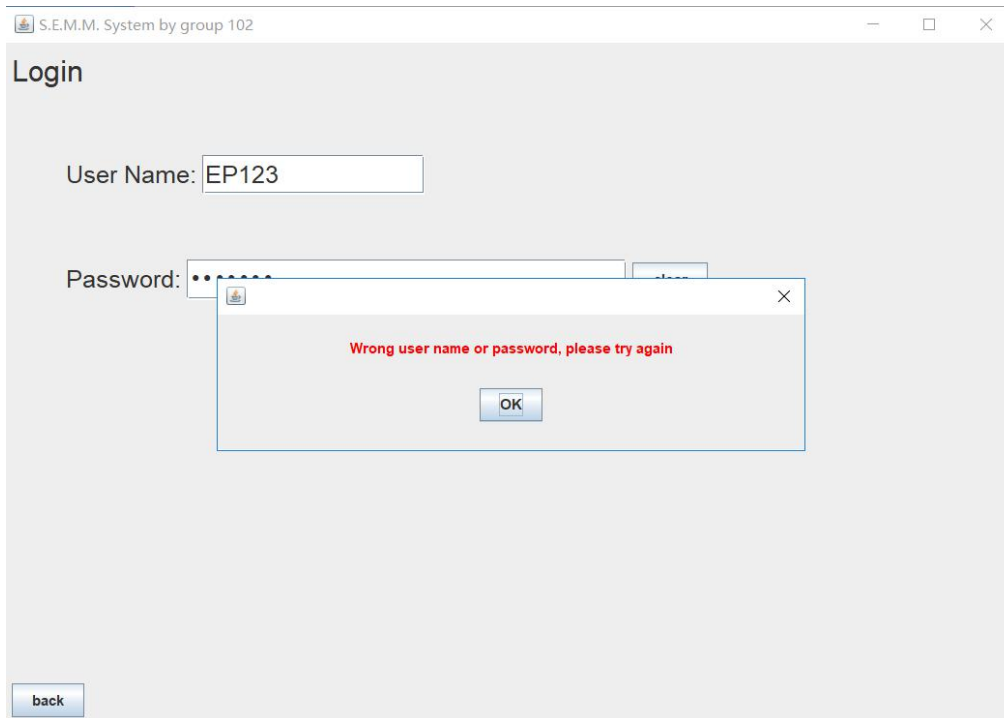 S.E.M.M. System by group 102
Login
User Name: EP123
Password: •••••••
Wrong user name or password, please try again
OK
back